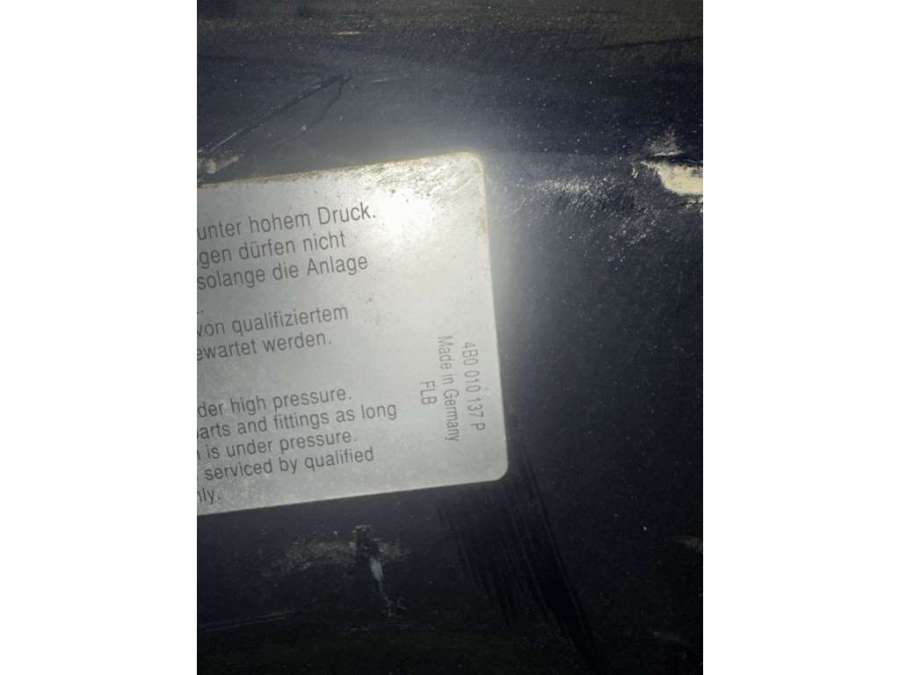 unter hohem Druck.
gen dürfen nicht
solange die Anlage
von qualifiziertem
ewartet werden.
der high pressure.
arts and fittings as long
is under pressure.
serviced by qualified
nly.
4B0 010 137 P
Made in Germany
FLB